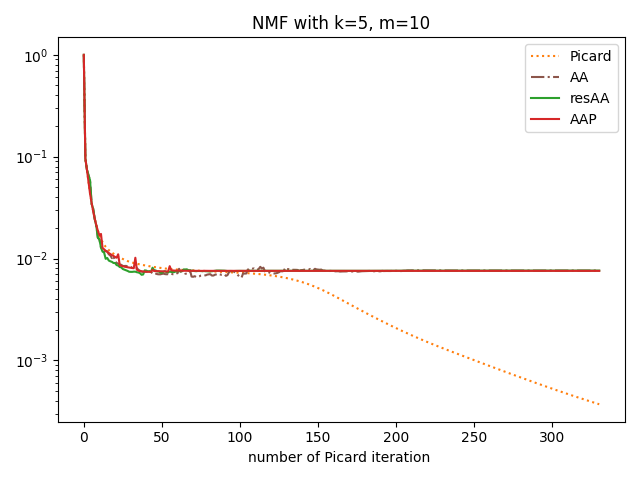 NMF with k=5, m=10
Picard
AA
resAA
AAP
10^0
10^-1
10^-2
10^-3
0 50 100 150 200 250 300
number of Picard iteration